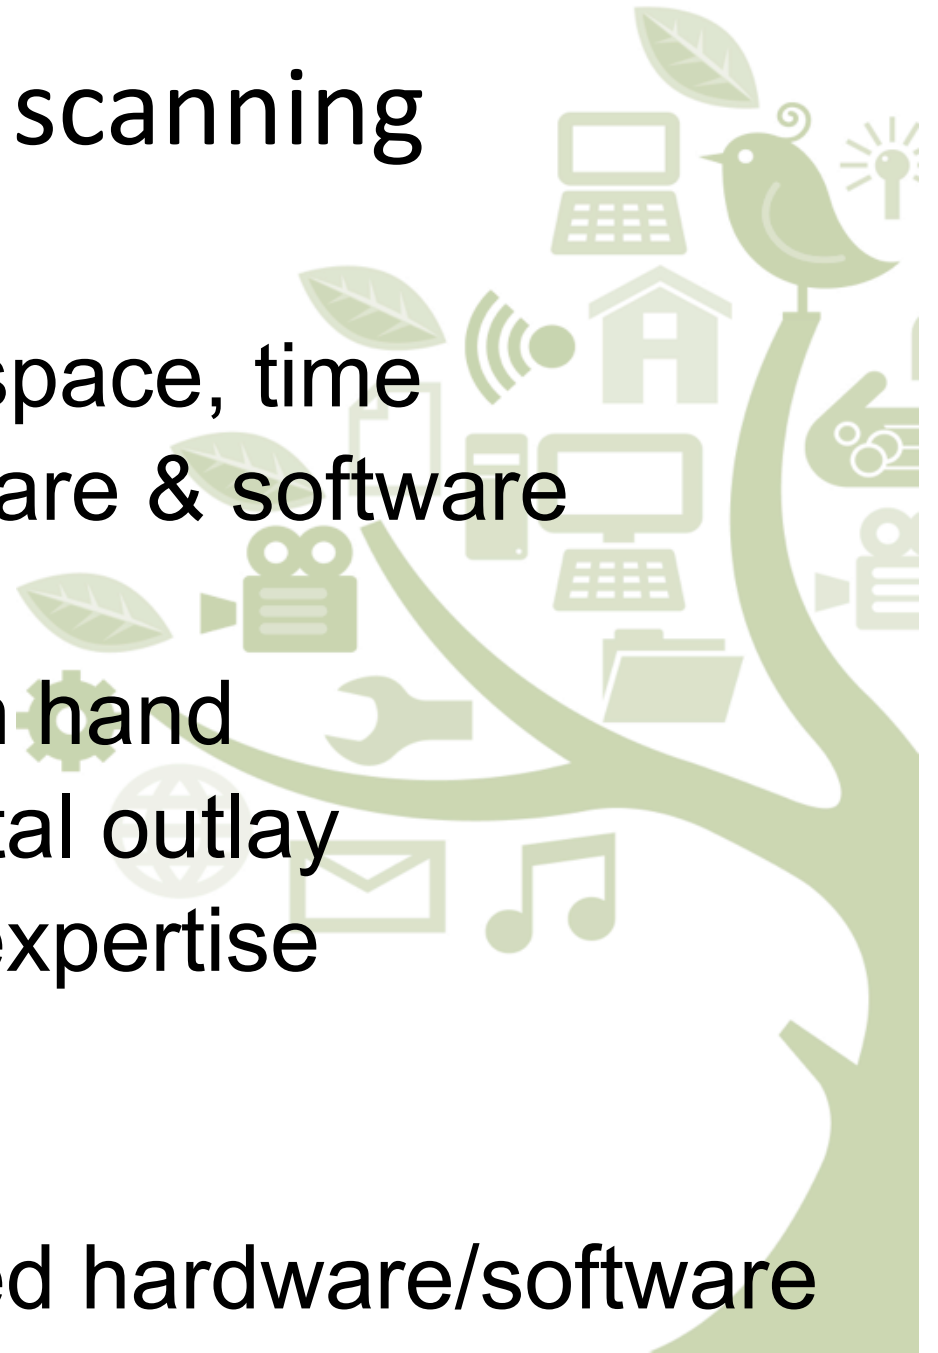 scanning
space, time
are & software
hand
tal outlay
expertise
ed hardware/software